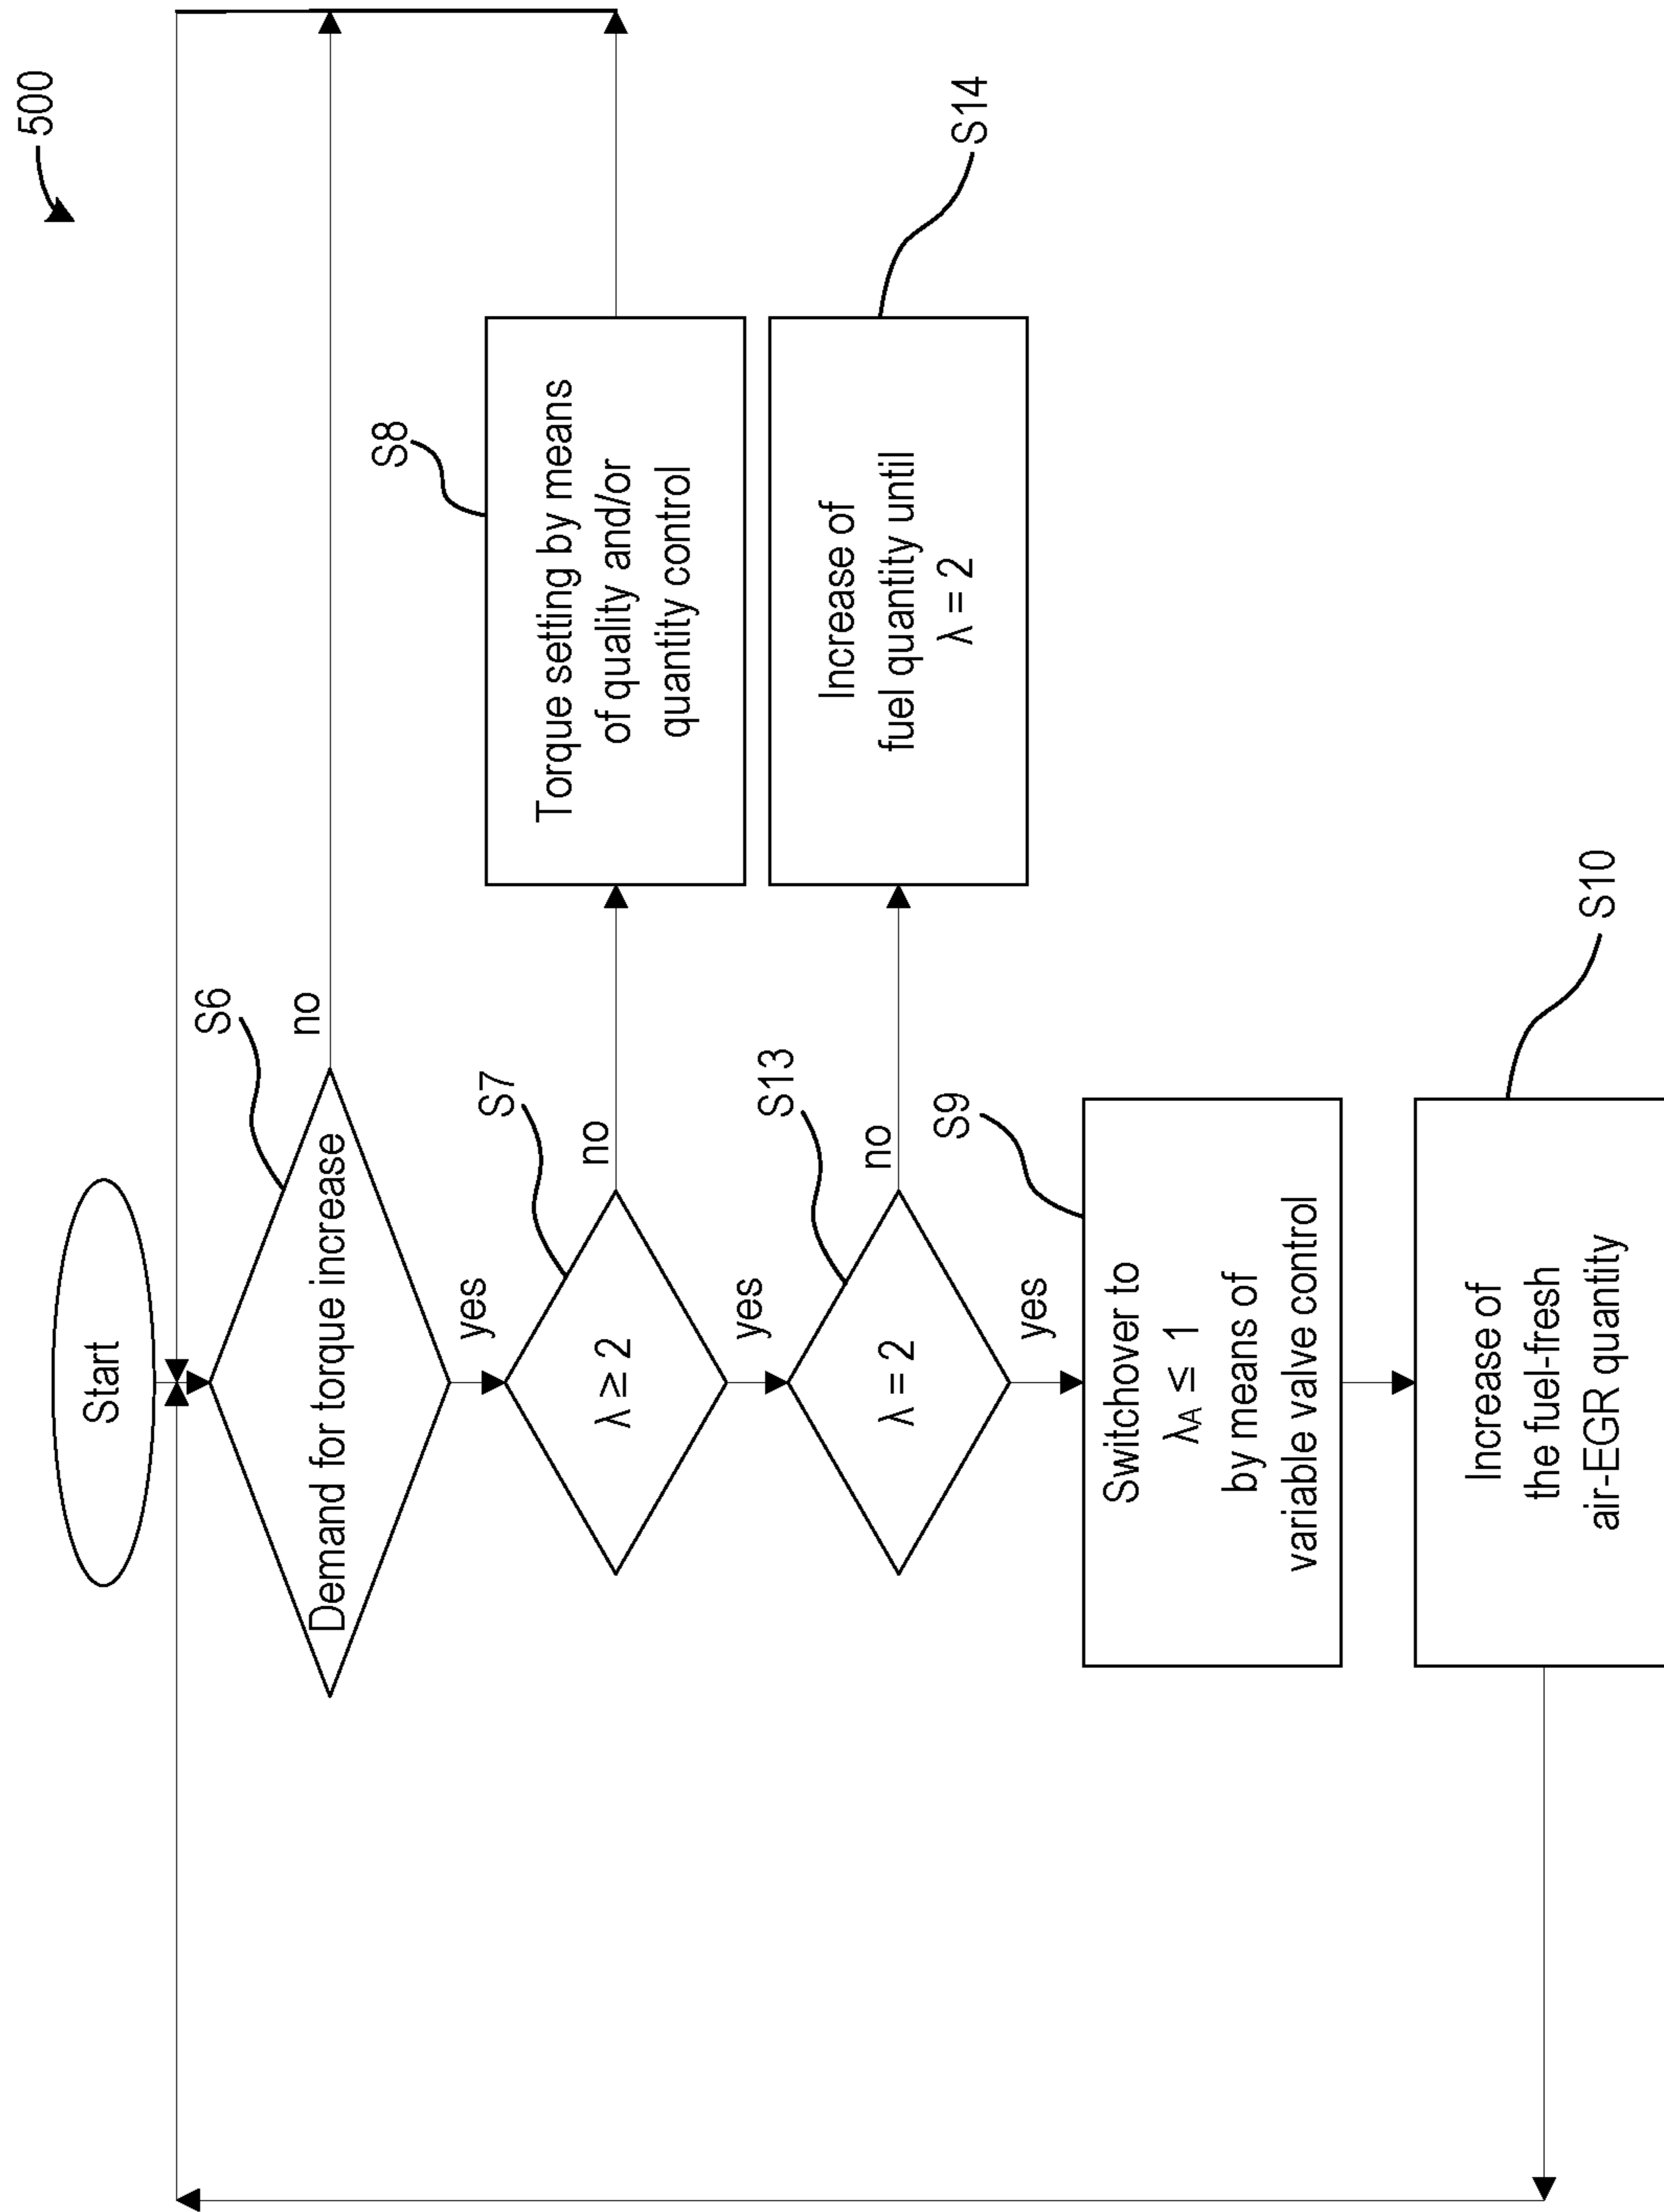 500
Start
S6
Demand for torque increase
no
yes
S7
λ ≥ 2
no
S8
Torque setting by means
of quality and/or
quantity control
yes
S13
λ = 2
no
S14
Increase of
fuel quantity until
λ = 2
yes
S9
Switchover to
λA ≤ 1
by means of
variable valve control
S10
Increase of
the fuel-fresh
air-EGR quantity